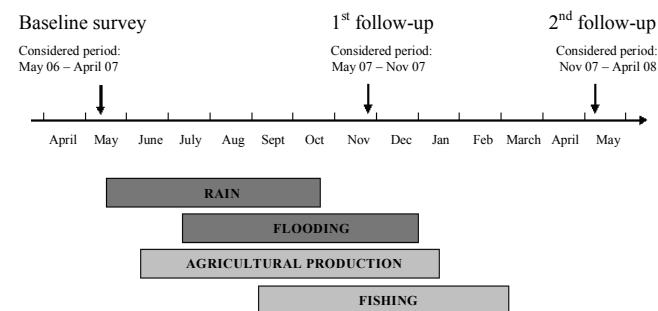 Baseline survey
Considered period:
May 06 – April 07
1st follow-up
Considered period:
May 07 – Nov 07
2nd follow-up
Considered period:
Nov 07 – April 08
April May June July Aug Sept Oct Nov Dec Jan Feb March April May
RAIN
FLOODING
AGRICULTURAL PRODUCTION
FISHING